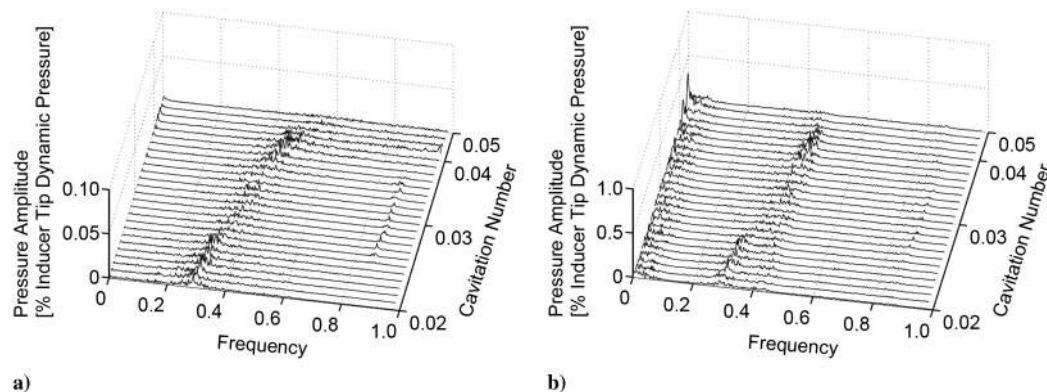 Pressure Amplitude
[% Inducer Tip Dynamic Pressure]
0.10
0.05
0
0
0.2
0.4
0.6
0.8
1.0
Frequency
0.05
0.04
0.03
0.02
Cavitation Number
a)
Pressure Amplitude
[% Inducer Tip Dynamic Pressure]
1.0
0.5
0
0
0.2
0.4
0.6
0.8
1.0
Frequency
0.05
0.04
0.03
0.02
Cavitation Number
b)